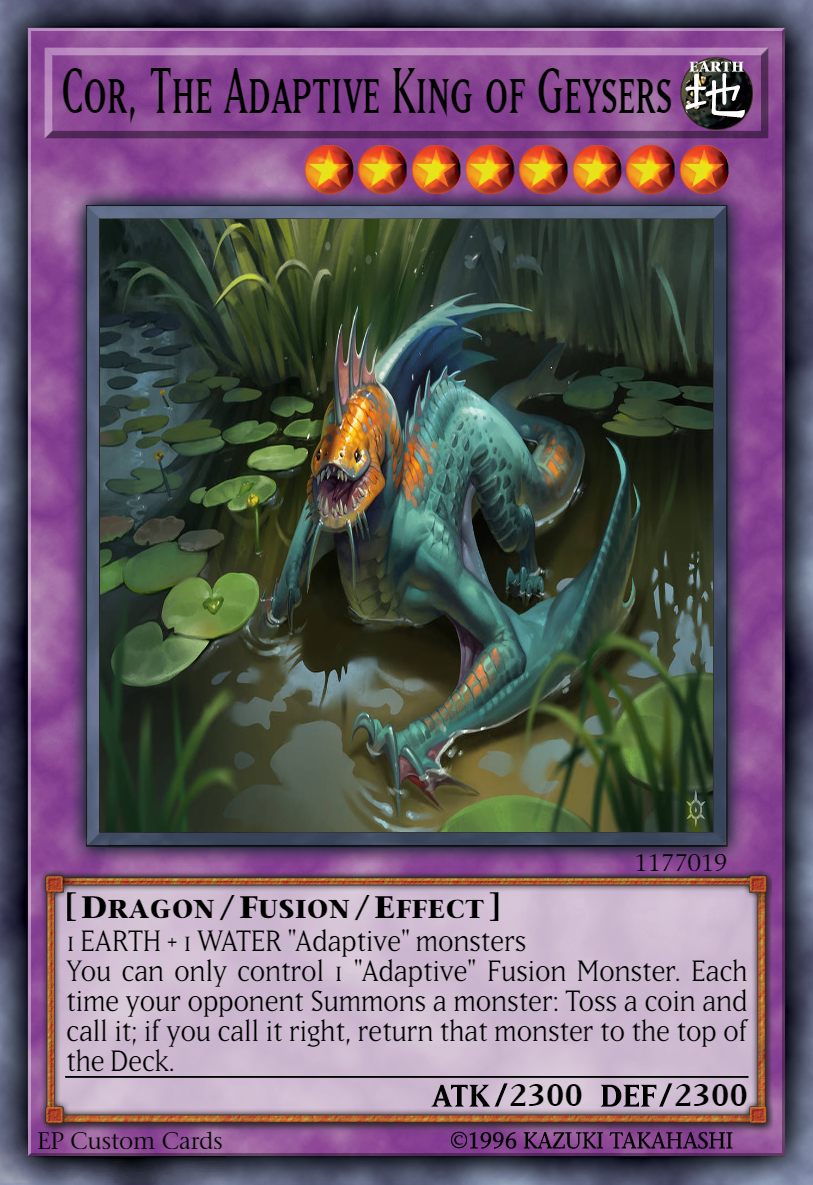 Cor, The Adaptive King of Geysers
EARTH
地
1177019
[ Dragon / Fusion / Effect ]
1 EARTH + 1 WATER "Adaptive" monsters
You can only control 1 "Adaptive" Fusion Monster. Each
time your opponent Summons a monster: Toss a coin and
call it; if you call it right, return that monster to the top of
the Deck.
ATK/2300 DEF/2300
EP Custom Cards
©1996 KAZUKI TAKAHASHI